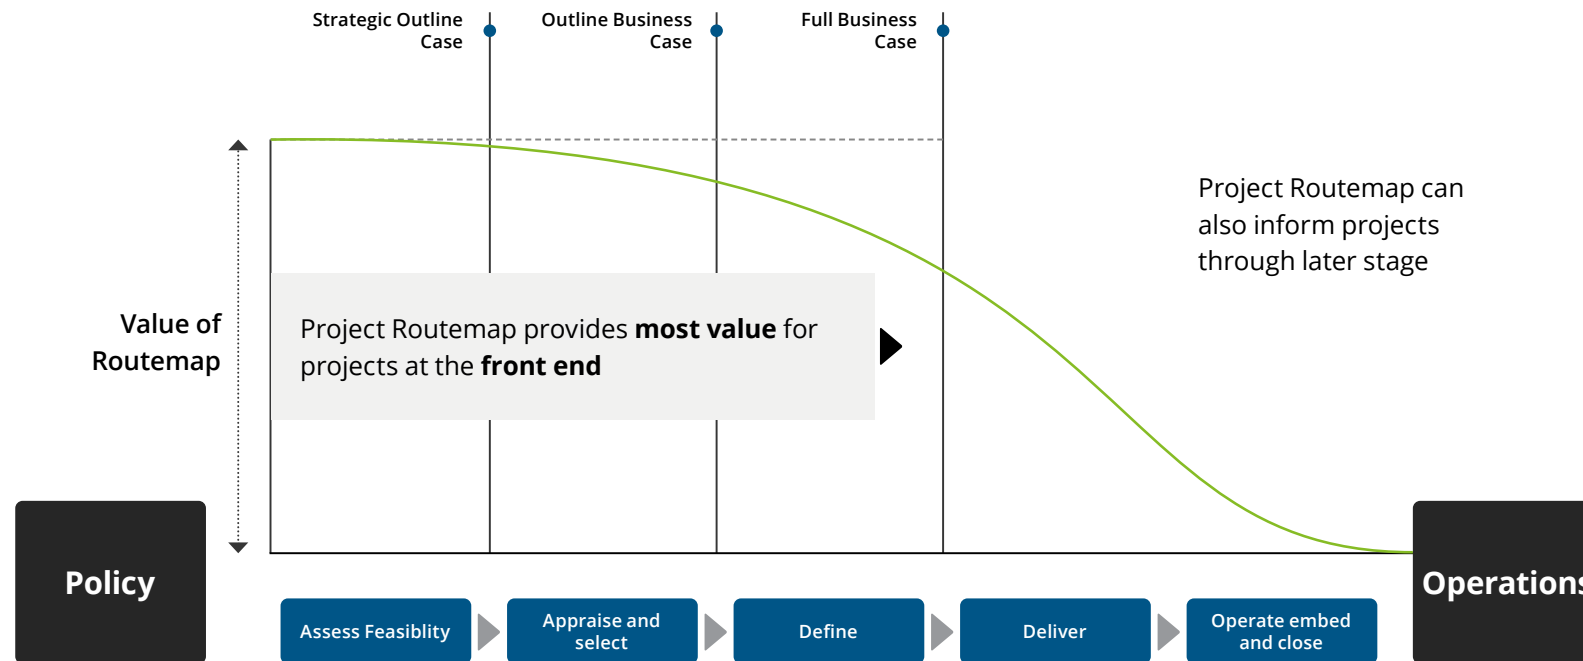 Strategic Outline
Case
Outline Business
Case
Full Business
Case
Project Routemap can
also inform projects
through later stage
Value of
Routemap
Project Routemap provides most value for
projects at the front end
Policy
Operations
Assess Feasiblity
Appraise and
select
Define
Deliver
Operate embed
and close